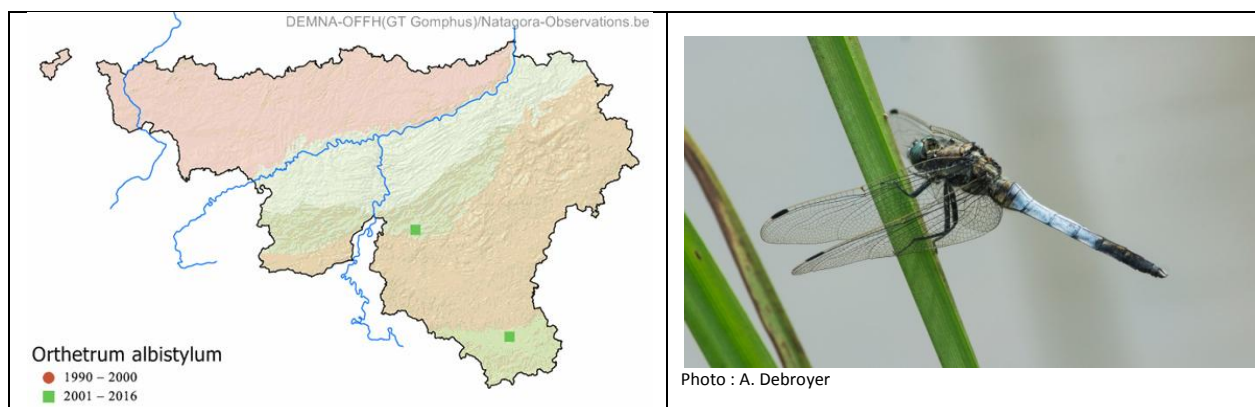 DEMNA-OFFH(GT Gomphus)/Natagora-Observations.be
Orthetrum albistylum
1990 – 2000
2001 – 2016
Photo : A. Debroyer